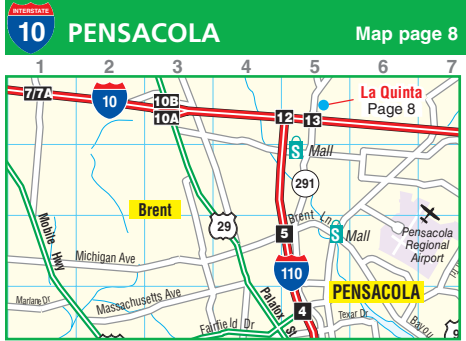 INTERSTATE
10 PENSACOLA Map page 8
1 2 3 4 5 6 7
7/7A
10
10B
10A
12
13
La Quinta
Page 8
S Mall
291
Brent
29
Brent Ln
S Mall
5
Pensacola
Regional
Airport
Mobile Hwy
Michigan Ave
110
PENSACOLA
Marlane Dr
Massachusetts Ave
Palafox St
4
Fairfield Dr
Texar Dr
Bayou